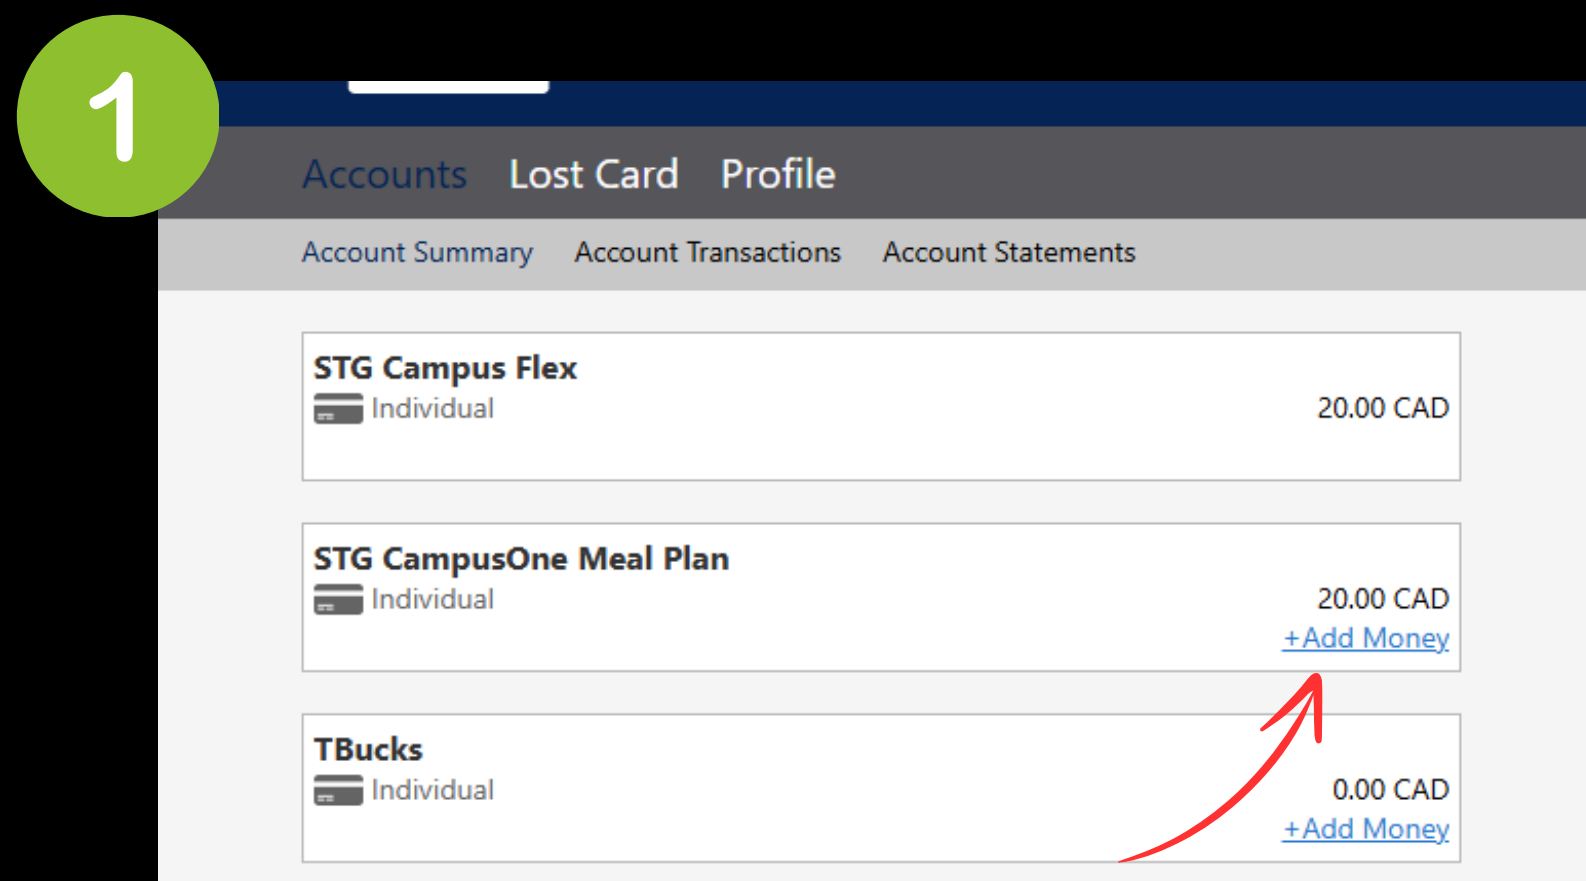 1
Accounts Lost Card Profile
Account Summary Account Transactions Account Statements
STG Campus Flex
Individual 20.00 CAD
STG CampusOne Meal Plan
Individual 20.00 CAD
+Add Money
TBucks
Individual 0.00 CAD
+Add Money